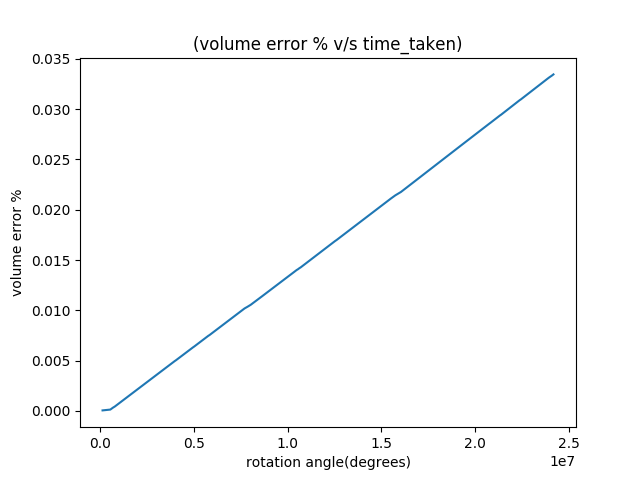 (volume error % v/s time_taken)
0.035
0.030
0.025
0.020
0.015
0.010
0.005
0.000
volume error %
0.0 0.5 1.0 1.5 2.0 2.5
1e7
rotation angle(degrees)